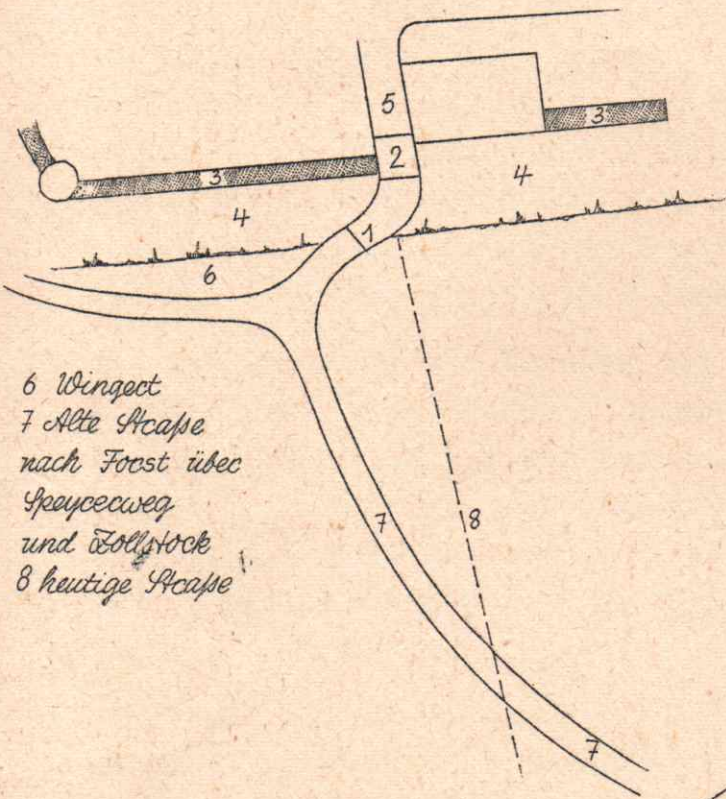 5
3
2
3
4
4
1
6
6 Wingert
7 Alte Straße
nach Forst über
Speyererweg
und Zollstock
8 heutige Straße
7
8
7